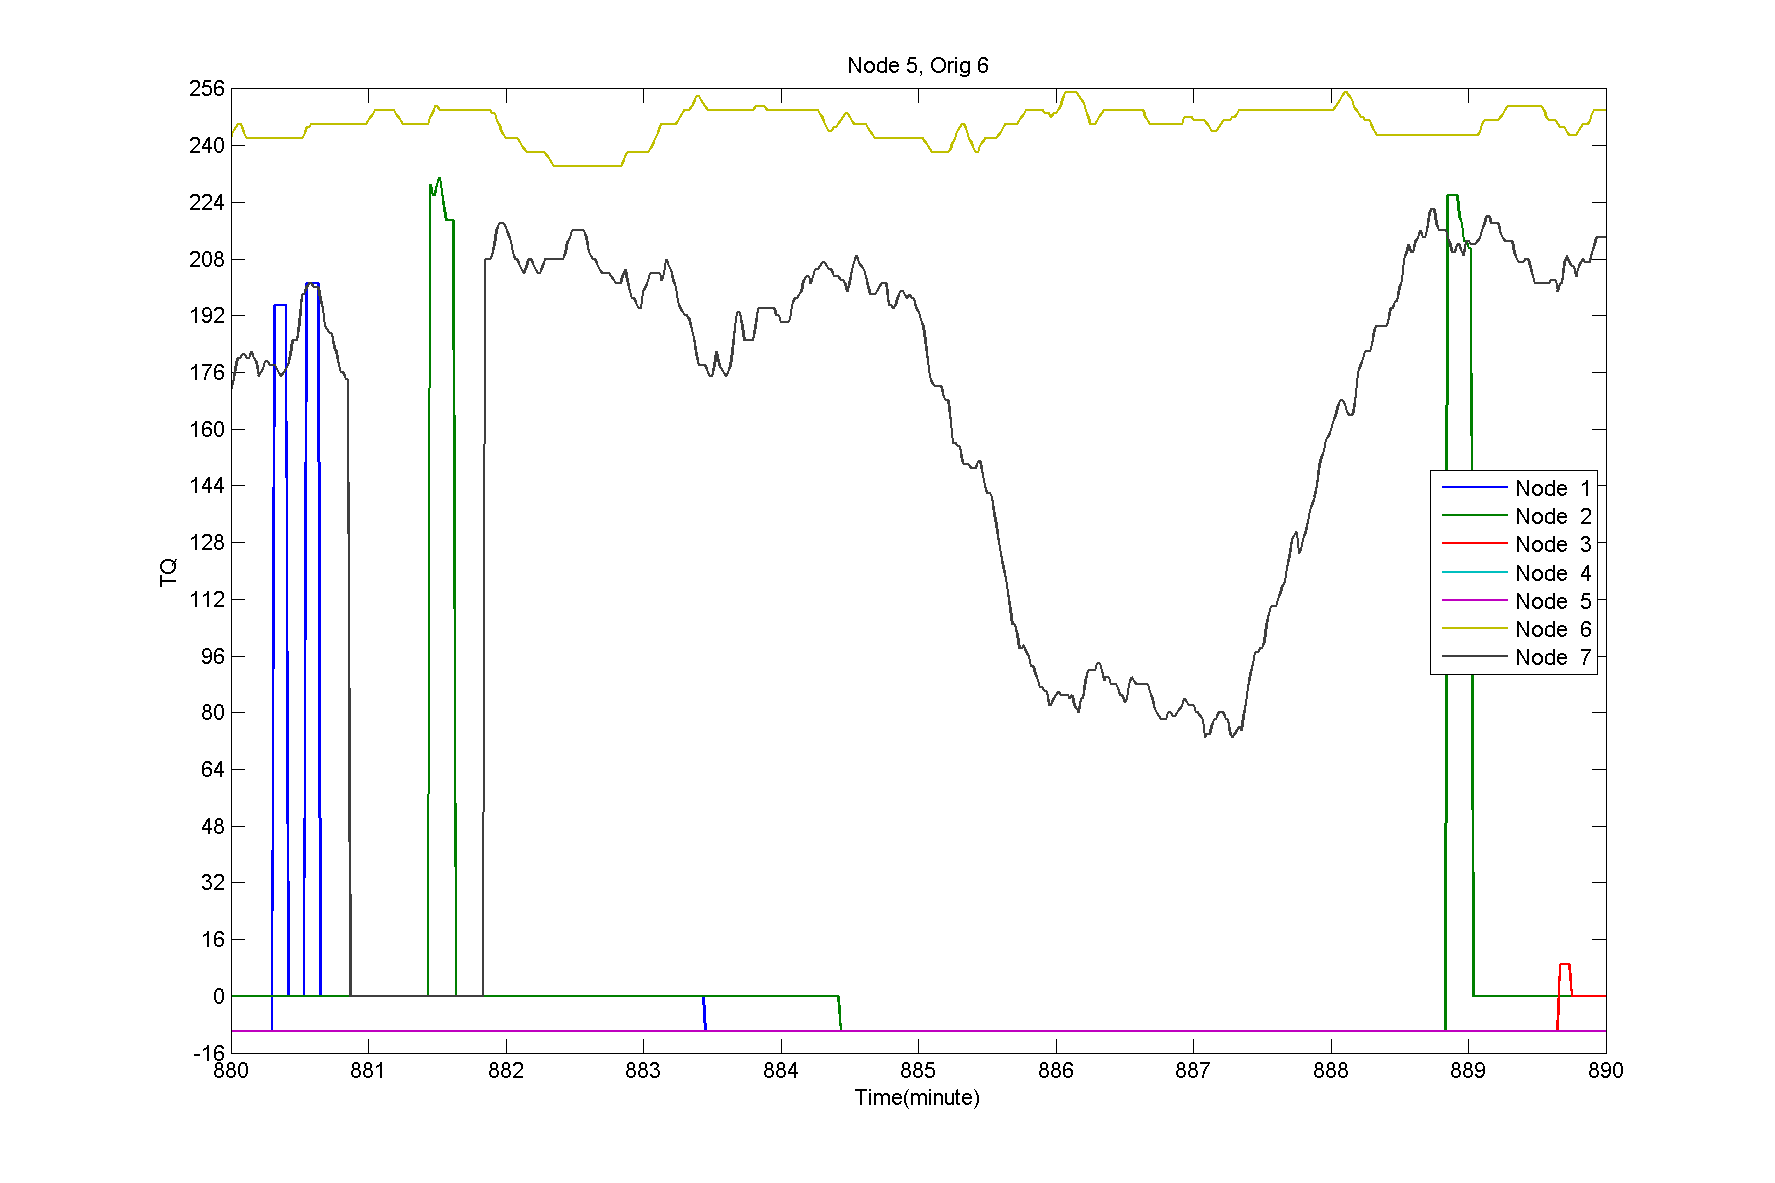 Node 5, Orig 6
256
240
224
208
192
176
160
144
128
112
96
80
64
48
32
16
0
-16
TQ
Node 1
Node 2
Node 3
Node 4
Node 5
Node 6
Node 7
880 881 882 883 884 885 886 887 888 889 890
Time(minute)